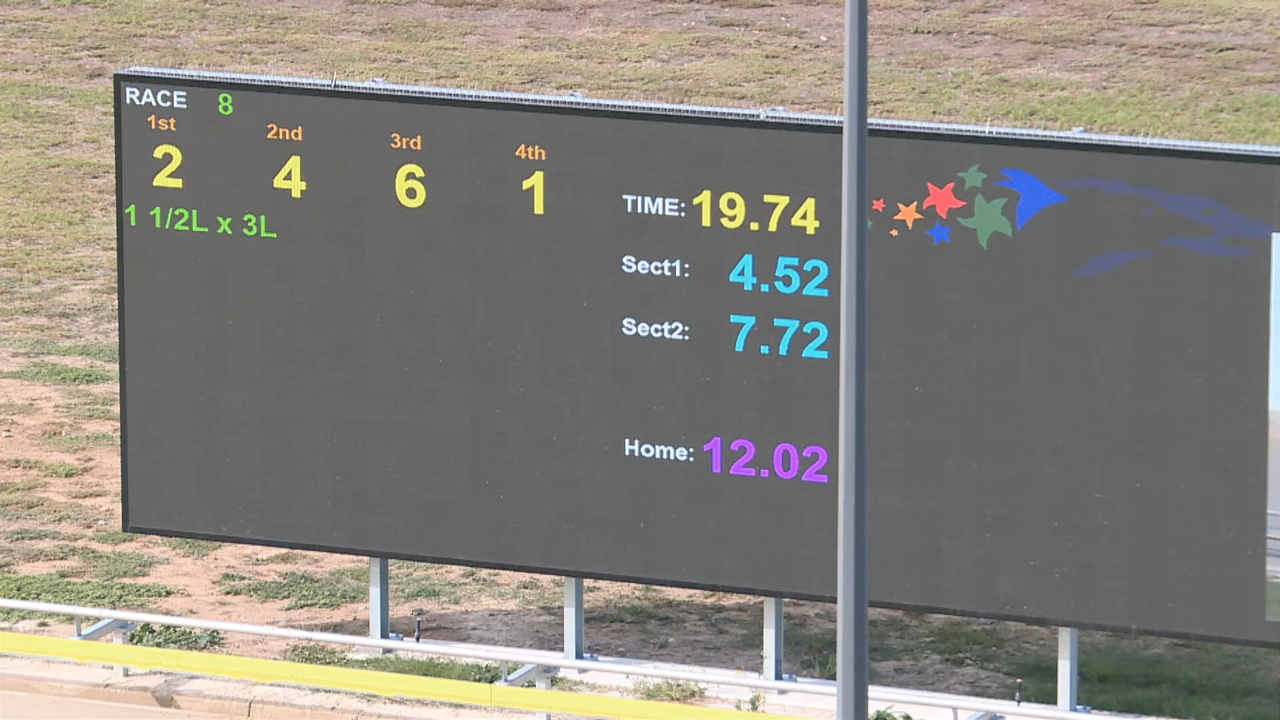 RACE 8
1st 2nd 3rd 4th
2 4 6 1
1 1/2L x 3L
TIME: 19.74
Sect1: 4.52
Sect2: 7.72
Home: 12.02